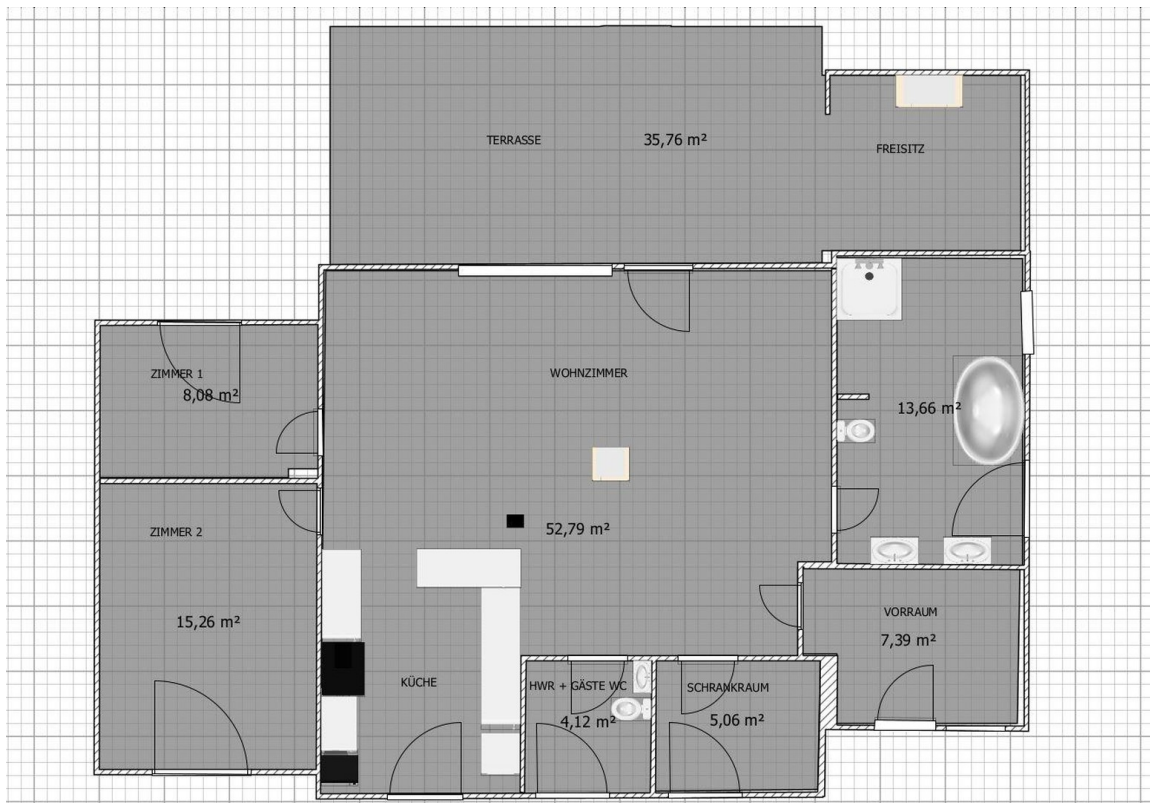 TERRASSE 35,76 m²
FREISITZ
ZIMMER 1
8,08 m²
WOHNZIMMER
13,66 m²
ZIMMER 2
52,79 m²
15,26 m²
VORRAUM
7,39 m²
KÜCHE
HWR + GÄSTE WC
4,12 m²
SCHRANKRAUM
5,06 m²